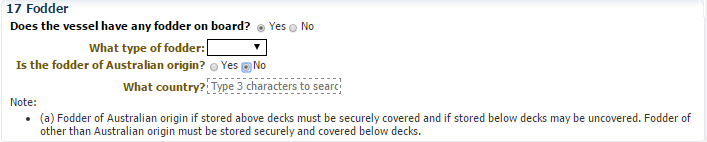 17 Fodder
Does the vessel have any fodder on board? Yes No
What type of fodder:
Is the fodder of Australian origin? Yes No
What country? Type 3 characters to searc
Note:
• (a) Fodder of Australian origin if stored above decks must be securely covered and if stored below decks may be uncovered. Fodder of
other than Australian origin must be stored securely and covered below decks.